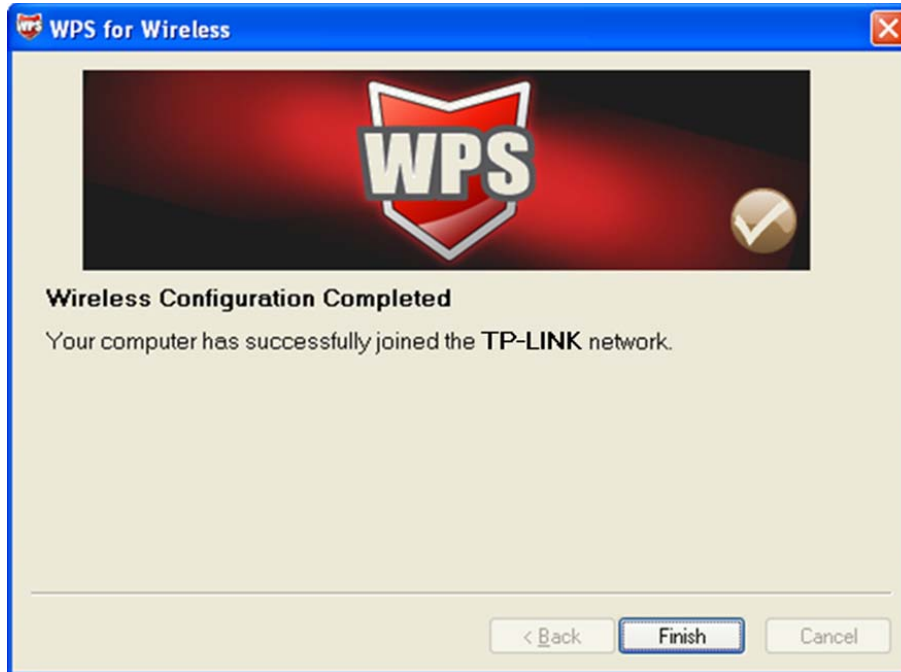 WPS WPS for Wireless
WPS
Wireless Configuration Completed
Your computer has successfully joined the TP-LINK network.
< Back Finish Cancel